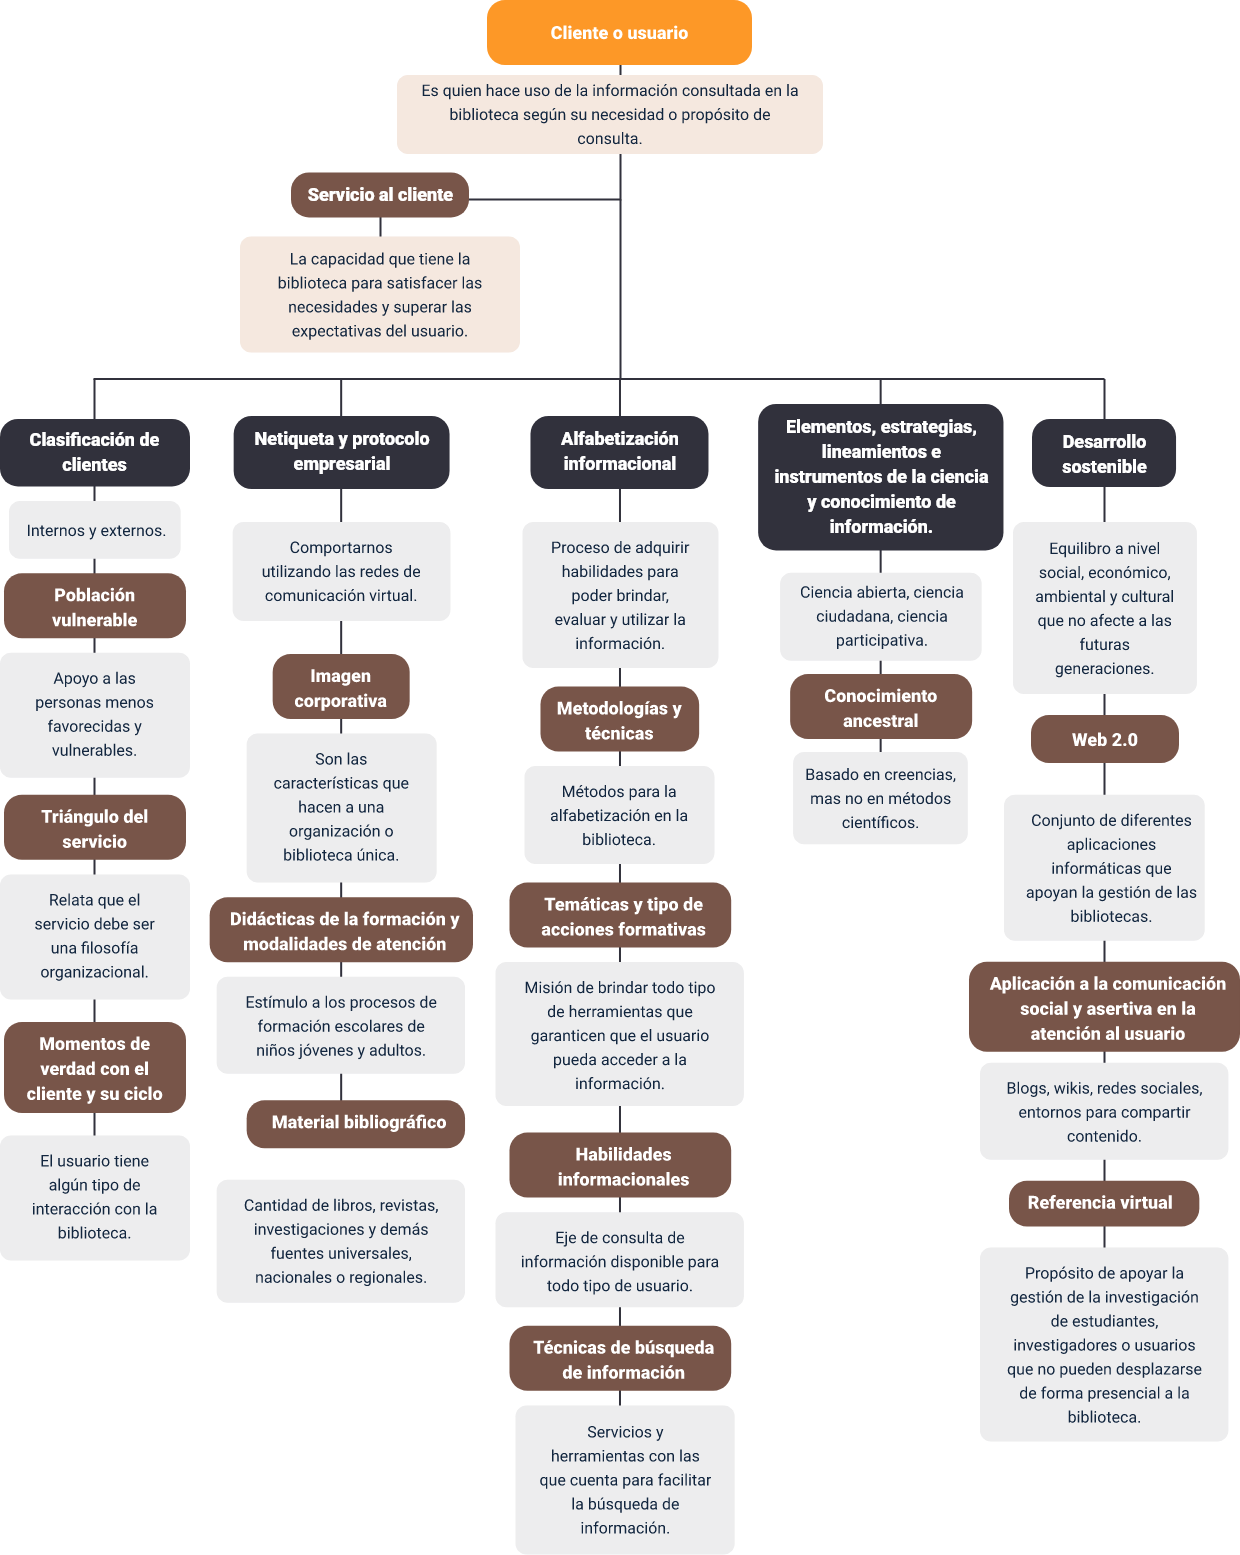 Cliente o usuario
Es quien hace uso de la información consultada en la
biblioteca según su necesidad o propósito de
consulta.
Servicio al cliente
La capacidad que tiene la
biblioteca para satisfacer las
necesidades y superar las
expectativas del usuario.
Clasificación de
clientes
Internos y externos.
Población
vulnerable
Apoyo a las
personas menos
favorecidas y
vulnerables.
Triángulo del
servicio
Relata que el
servicio debe ser
una filosofía
organizacional.
Momentos de
verdad con el
cliente y su ciclo
El usuario tiene
algún tipo de
interacción con la
biblioteca.
Netiqueta y protocolo
empresarial
Comportarnos
utilizando las redes de
comunicación virtual.
Imagen
corporativa
Son las
características que
hacen a una
organización o
biblioteca única.
Didácticas de la formación y
modalidades de atención
Estímulo a los procesos de
formación escolares de
niños jóvenes y adultos.
Material bibliográfico
Cantidad de libros, revistas,
investigaciones y demás
fuentes universales,
nacionales o regionales.
Alfabetización
informacional
Proceso de adquirir
habilidades para
poder brindar,
evaluar y utilizar la
información.
Metodologías y
técnicas
Métodos para la
alfabetización en la
biblioteca.
Temáticas y tipo de
acciones formativas
Misión de brindar todo tipo
de herramientas que
garanticen que el usuario
pueda acceder a la
información.
Habilidades
informacionales
Eje de consulta de
información disponible para
todo tipo de usuario.
Técnicas de búsqueda
de información
Servicios y
herramientas con las
que cuenta para facilitar
la búsqueda de
información.
Elementos, estrategias,
lineamientos e
instrumentos de la ciencia
y conocimiento de
información.
Ciencia abierta, ciencia
ciudadana, ciencia
participativa.
Conocimiento
ancestral
Basado en creencias,
mas no en métodos
científicos.
Desarrollo
sostenible
Equilibro a nivel
social, económico,
ambiental y cultural
que no afecte a las
futuras
generaciones.
Web 2.0
Conjunto de diferentes
aplicaciones
informáticas que
apoyan la gestión de las
bibliotecas.
Aplicación a la comunicación
social y asertiva en la
atención al usuario
Blogs, wikis, redes sociales,
entornos para compartir
contenido.
Referencia virtual
Propósito de apoyar la
gestión de la investigación
de estudiantes,
investigadores o usuarios
que no pueden desplazarse
de forma presencial a la
biblioteca.